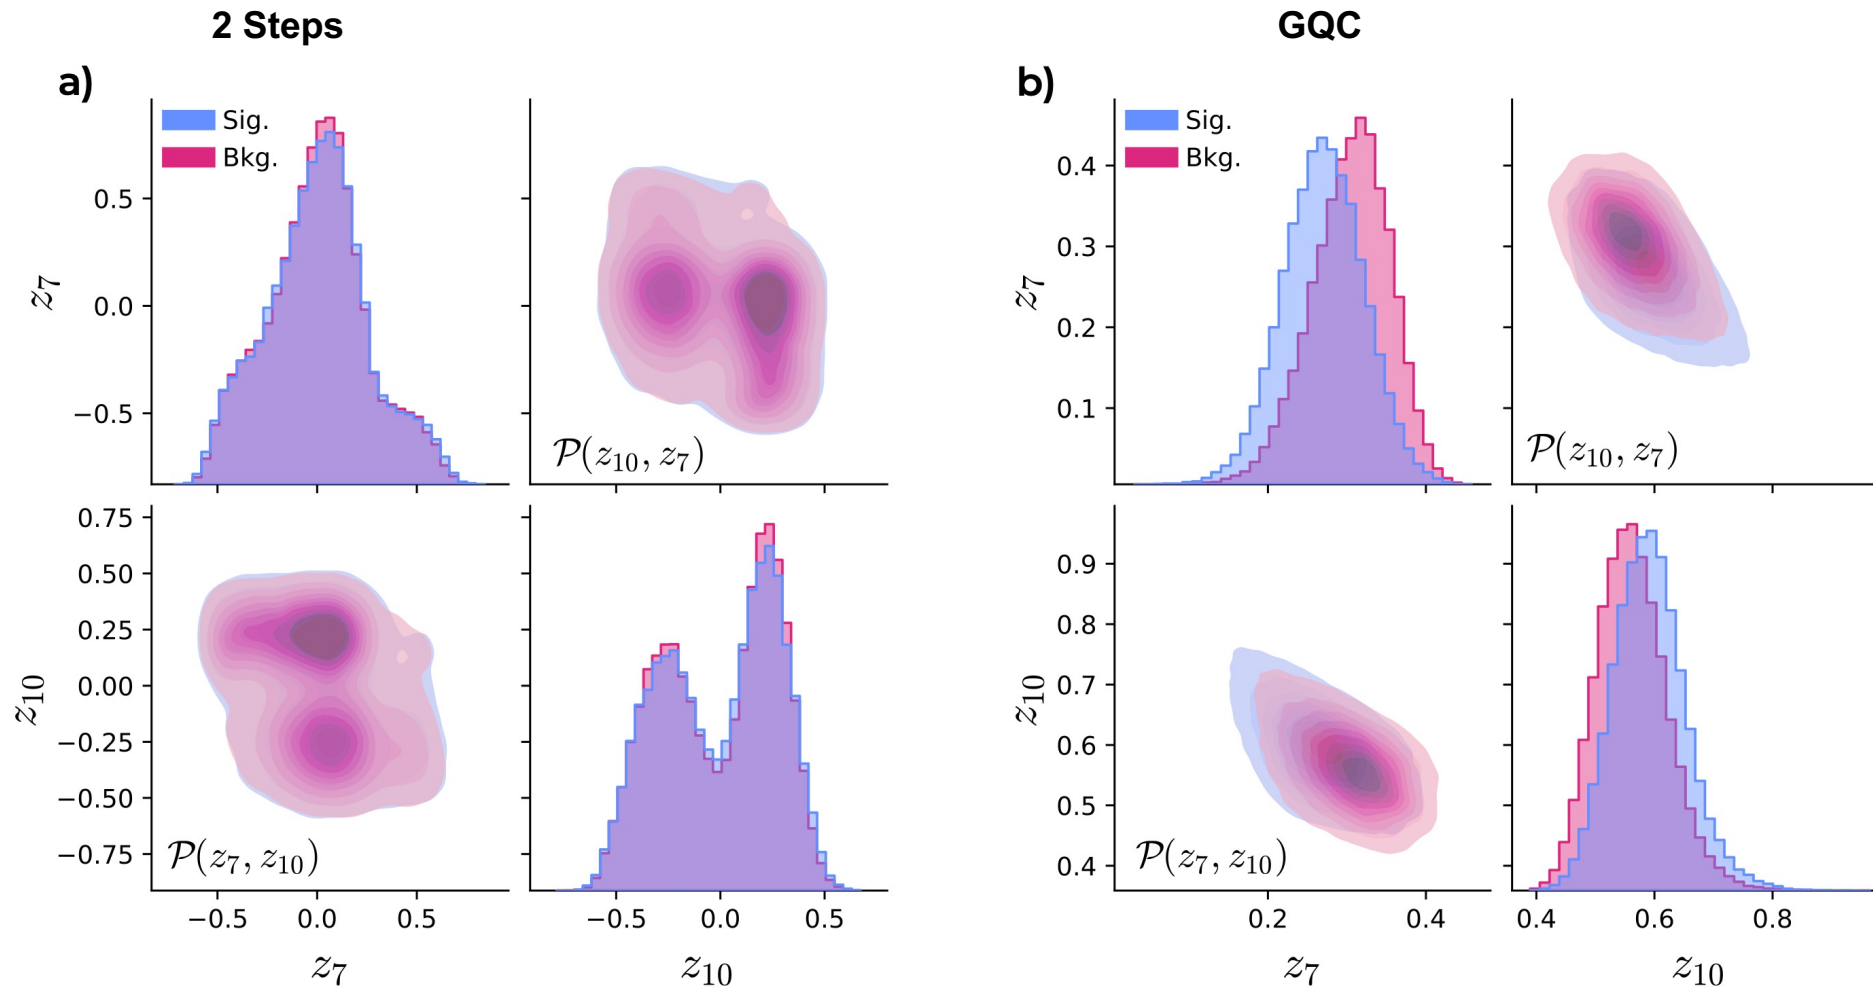 2 Steps
GQC
a)
Sig.
Bkg.
0.5
0.0
−0.5
z7
P(z10, z7)
0.75
0.50
0.25
0.00
−0.25
−0.50
−0.75
z10
P(z7, z10)
−0.5 0.0 0.5
z7
−0.5 0.0 0.5
z10
b)
Sig.
Bkg.
0.4
0.3
0.2
0.1
z7
P(z10, z7)
0.9
0.8
0.7
0.6
0.5
0.4
z10
P(z7, z10)
0.2 0.4
z7
0.4 0.6 0.8
z10